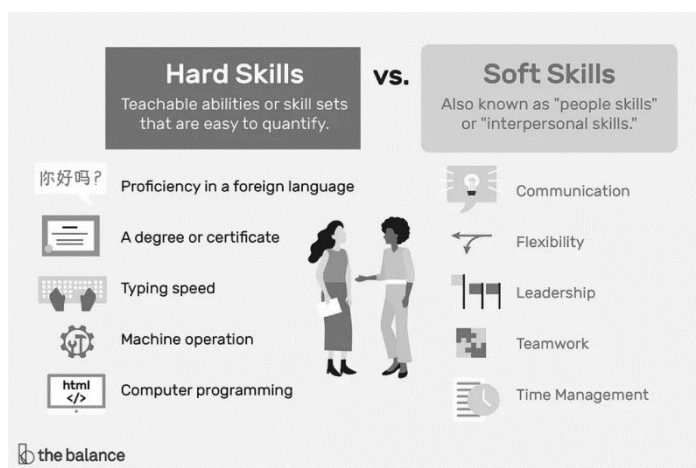 Hard Skills
Teachable abilities or skill sets
that are easy to quantify.
vs.
Soft Skills
Also known as "people skills"
or "interpersonal skills."
你好吗?
Proficiency in a foreign language
A degree or certificate
Typing speed
Machine operation
html
</>
Computer programming
Communication
Flexibility
Leadership
Teamwork
Time Management
the balance